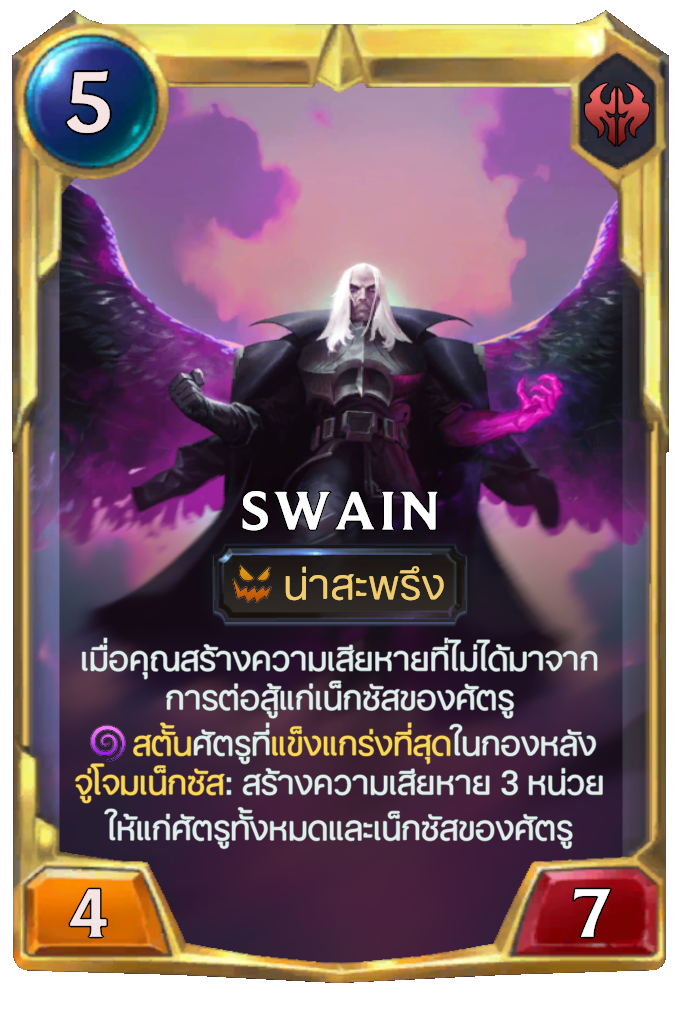 5
SWAIN
น่าสะพรึง
เมื่อคุณสร้างความเสียหายที่ไม่ได้มาจาก
การต่อสู้แก่เน็กซัสของศัตรู
สตั้นศัตรูที่แข็งแกร่งที่สุดในกองหลัง
จู่โจมเน็กซัส: สร้างความเสียหาย 3 หน่วย
ให้แก่ศัตรูทั้งหมดและเน็กซัสของศัตรู
4
7